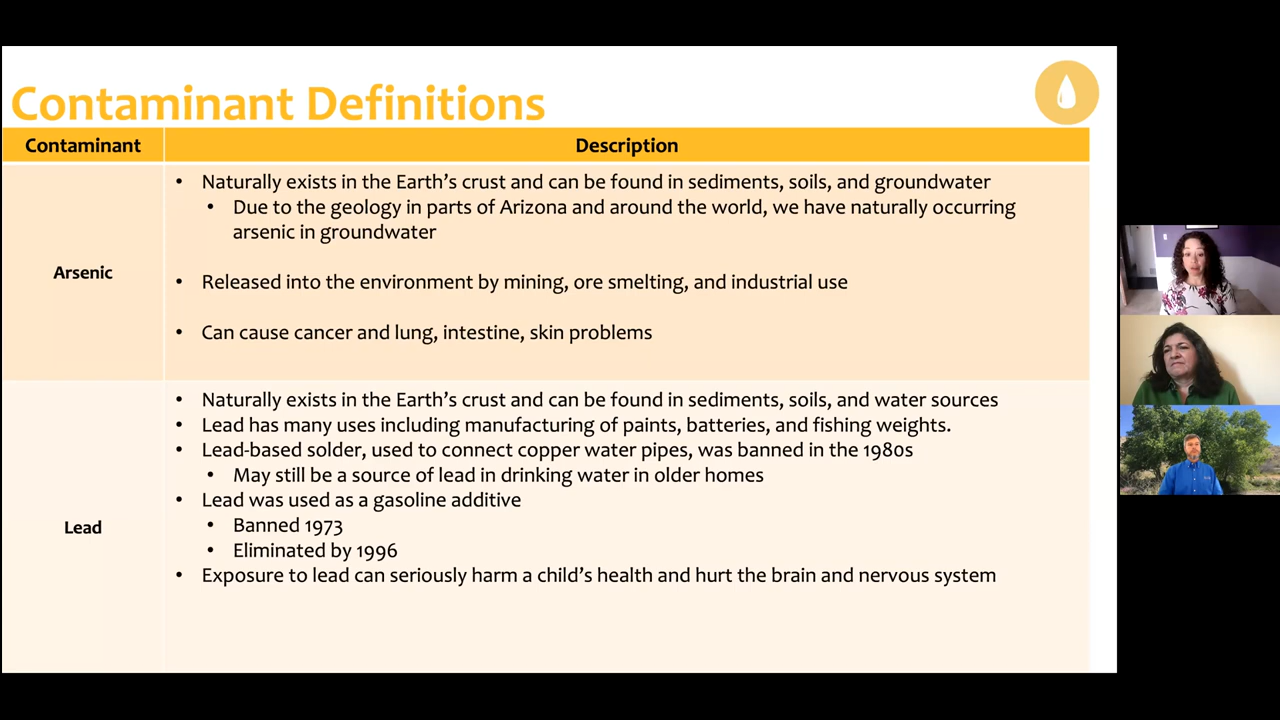 Contaminant Definitions
Contaminant
Description
Arsenic
• Naturally exists in the Earth's crust and can be found in sediments, soils, and groundwater
• Due to the geology in parts of Arizona and around the world, we have naturally occurring
arsenic in groundwater
• Released into the environment by mining, ore smelting, and industrial use
• Can cause cancer and lung, intestine, skin problems
Lead
• Naturally exists in the Earth's crust and can be found in sediments, soils, and water sources
• Lead has many uses including manufacturing of paints, batteries, and fishing weights.
• Lead-based solder, used to connect copper water pipes, was banned in the 1980s
• May still be a source of lead in drinking water in older homes
• Lead was used as a gasoline additive
• Banned 1973
• Eliminated by 1996
• Exposure to lead can seriously harm a child's health and hurt the brain and nervous system